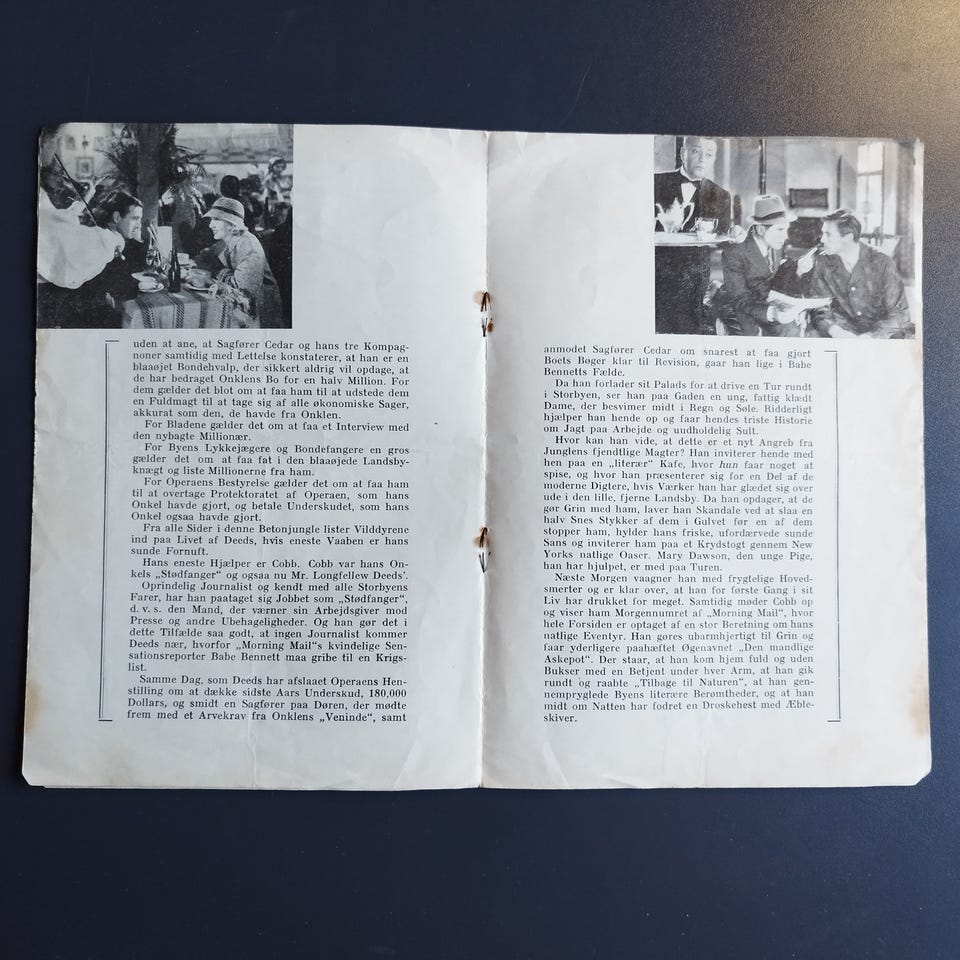 uden at ane, at Sagfører Cedar og hans tre Kompag-
noner samtidig med Lettelse konstaterer, at han er en
blaaøjet Bondehvalp, der sikkert aldrig vil opdage, at
de har bedraget Onklens Bo for en halv Million. For
dem gælder det blot om at faa ham til at udstede dem
en Fuldmagt til at tage sig af alle økonomiske Sager,
akkurat som den, de havde fra Onklen.
For Bladene gælder det om at faa et Interview med
den nybagte Millionær.
For Byens Lykkejægere og Bondefangere en gros
gælder det om at faa fat i den blaaøjede Landsby-
knægt og liste Millionerne fra ham.
For Operaens Bestyrelse gælder det om at faa ham
til at overtage Protektoratet af Operaen, som hans
Onkel havde gjort, og betale Underskudet, som hans
Onkel ogsaa havde gjort.
Fra alle Sider i denne Betonjungle lister Vilddyrene
ind paa Livet af Deeds, hvis eneste Vaaben er hans
sunde Fornuft.
Hans eneste Hjælper er Cobb. Cobb var hans On-
kels „Stødfanger“ og ogsaa nu Mr. Longfellew Deeds'.
Oprindelig Journalist og kendt med alle Storbyens
Farer, har han paataget sig Jobbet som „Stødfanger“,
d. v. s. den Mand, der værner sin Arbejdsgiver mod
Presse og andre Ubehageligheder. Og han gør det i
dette Tilfælde saa godt, at ingen Journalist kommer
Deeds nær, hvorfor „Morning Mail“s kvindelige Sen-
sationsreporter Babe Bennett maa gribe til en Krigs-
list.
Samme Dag, som Deeds har afslaaet Operaens Hen-
stilling om at dække sidste Aars Underskud, 180,000
Dollars, og smidt en Sagfører paa Døren, der mødte
frem med et Arvekrav fra Onklens „Veninde“, samt
anmodet Sagfører Cedar om snarest at faa gjort
Boets Bøger klar til Revision, gaar han lige i Babe
Bennetts Fælde.
Da han forlader sit Palads for at drive en Tur rundt
i Storbyen, ser han paa Gaden en ung, fattig klædt
Dame, der besvimer midt i Regn og Søle. Ridderligt
hjælper han hende op og faar hendes triste Historie
om Jagt paa Arbejde og uudholdelig Sult.
Hvor kan han vide, at dette er et nyt Angreb fra
Junglens fjendtlige Magter? Han inviterer hende med
hen paa en „literær“ Kafe, hvor hun faar noget at
spise, og hvor han præsenterer sig for en Del af de
moderne Digtere, hvis Værker han har glædet sig over
ude i den lille, fjerne Landsby. Da han opdager, at de
gør Grin med ham, laver han Skandale ved at slaa en
halv Snes Stykker af dem i Gulvet før en af dem
stopper ham, hylder hans friske, ufordærvede sunde
Sans og inviterer ham paa et Krydstogt gennem New
Yorks natlige Oaser. Mary Dawson, den unge Pige,
han har hjulpet, er med paa Turen.
Næste Morgen vaagner han med frygtelige Hoved-
smerter og er klar over, at han for første Gang i sit
Liv har drukket for meget. Samtidig møder Cobb op
og viser ham Morgennumret af „Morning Mail“, hvor
hele Forsiden er optaget af en stor Beretning om hans
natlige Eventyr. Han gøres ubarmhjertigt til Grin og
faar yderligere paahæftet Øgenavnet „Den mandlige
Askepot“. Der staar, at han kom hjem fuld og uden
Bukser med en Betjent under hver Arm, at han gik
rundt og raabte „Tilbage til Naturen“, at han gen-
nempryglede Byens literære Berømtheder, og at han
midt om Natten har fodret en Droskehest med Æble-
skiver.